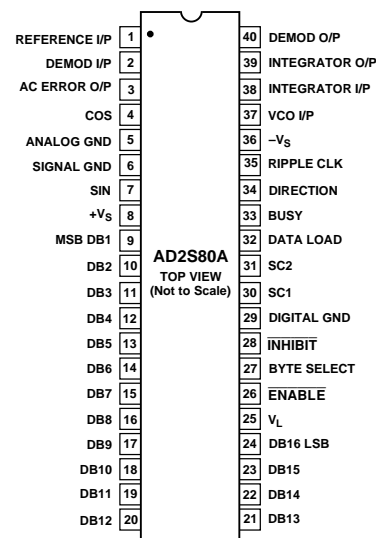 REFERENCE I/P 1
DEMOD I/P 2
AC ERROR O/P 3
COS 4
ANALOG GND 5
SIGNAL GND 6
SIN 7
+VS 8
MSB DB1 9
DB2 10
DB3 11
DB4 12
DB5 13
DB6 14
DB7 15
DB8 16
DB9 17
DB10 18
DB11 19
DB12 20
AD2S80A
TOP VIEW
(Not to Scale)
40 DEMOD O/P
39 INTEGRATOR O/P
38 INTEGRATOR I/P
37 VCO I/P
36 –VS
35 RIPPLE CLK
34 DIRECTION
33 BUSY
32 DATA LOAD
31 SC2
30 SC1
29 DIGITAL GND
28 INHIBIT
27 BYTE SELECT
26 ENABLE
25 VL
24 DB16 LSB
23 DB15
22 DB14
21 DB13